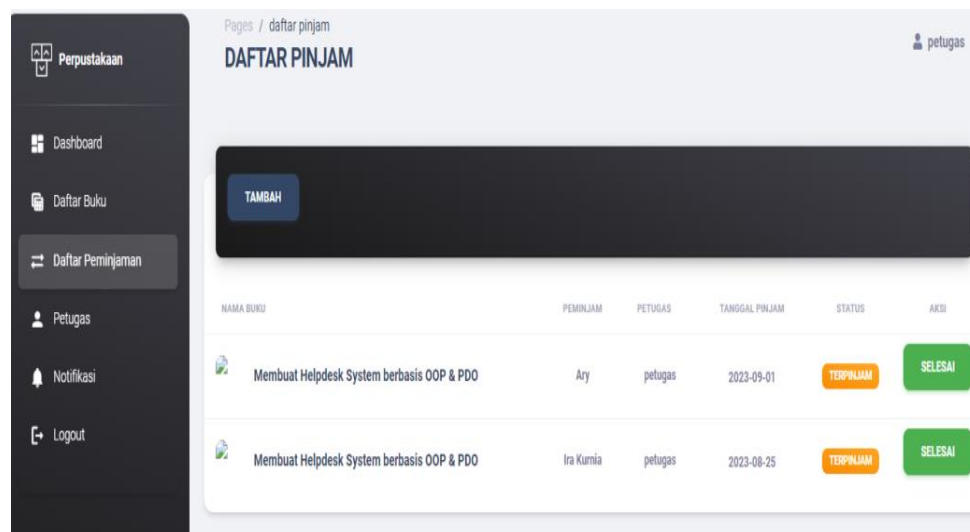 Perpustakaan
Dashboard
Daftar Buku
Daftar Peminjaman
Petugas
Notifikasi
Logout
Pages / daftar pinjam
DAFTAR PINJAM
petugas
TAMBAH
NAMA BUKU PEMINJAM PETUGAS TANGGAL PINJAM STATUS AKSI
Membuat Helpdesk System berbasis OOP & PDO Ary petugas 2023-09-01 TERPINJAM SELESAI
Membuat Helpdesk System berbasis OOP & PDO Ira Kurnia petugas 2023-08-25 TERPINJAM SELESAI